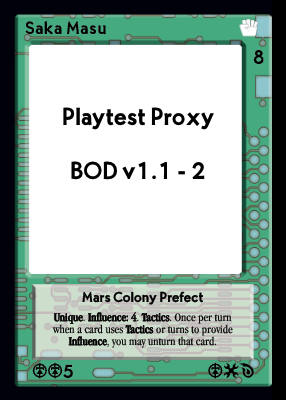 Saka Masu
8
Playtest Proxy
BOD v1.1 - 2
Mars Colony Prefect
Unique. Influence: 4. Tactics. Once per turn
when a card uses Tactics or turns to provide
Influence, you may unturn that card.
5